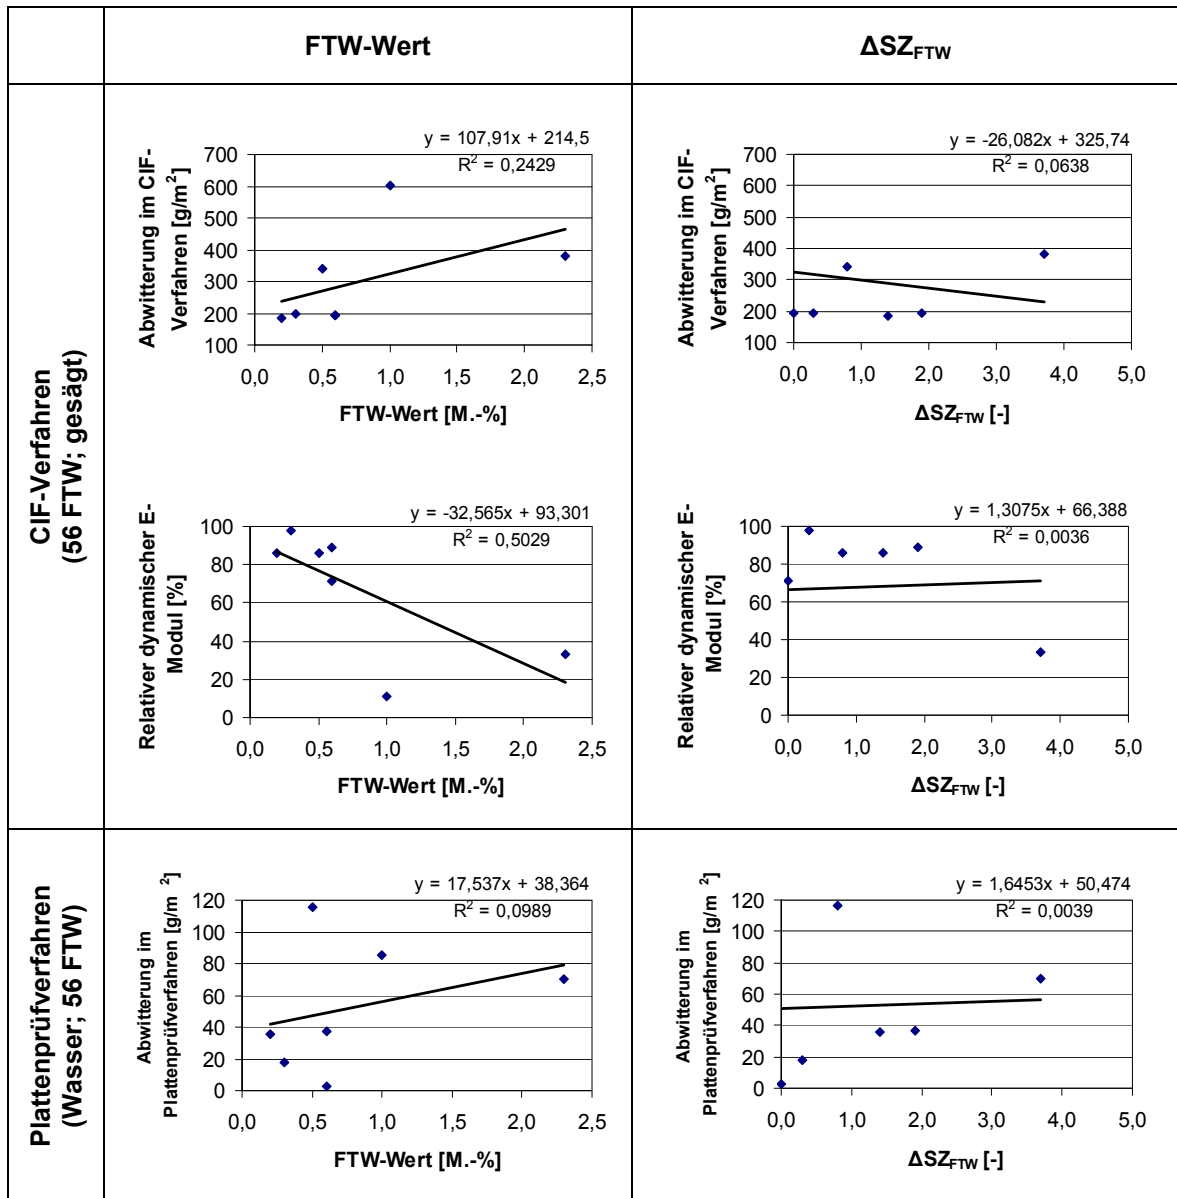 FTW-Wert
ΔSZFTW
CIF-Verfahren
(56 FTW; gesägt)
y = 107,91x + 214,5
R² = 0,2429
Abwitterung im CIF-
Verfahren [g/m²]
700
600
500
400
300
200
100
0,0 0,5 1,0 1,5 2,0 2,5
FTW-Wert [M.-%]
y = -26,082x + 325,74
R² = 0,0638
Abwitterung im CIF-
Verfahren [g/m²]
700
600
500
400
300
200
100
0,0 1,0 2,0 3,0 4,0 5,0
ΔSZFTW [-]
y = -32,565x + 93,301
R² = 0,5029
Relativer dynamischer E-
Modul [%]
100
80
60
40
20
0
0,0 0,5 1,0 1,5 2,0 2,5
FTW-Wert [M.-%]
y = 1,3075x + 66,388
R² = 0,0036
Relativer dynamischer E-
Modul [%]
100
80
60
40
20
0
0,0 1,0 2,0 3,0 4,0 5,0
ΔSZFTW [-]
Plattenprüfverfahren
(Wasser; 56 FTW)
y = 17,537x + 38,364
R² = 0,0989
Abwitterung im
Plattenprüfverfahren [g/m ²]
120
100
80
60
40
20
0
0,0 0,5 1,0 1,5 2,0 2,5
FTW-Wert [M.-%]
y = 1,6453x + 50,474
R² = 0,0039
Abwitterung im
Plattenprüfverfahren [g/m ²]
120
100
80
60
40
20
0
0,0 1,0 2,0 3,0 4,0 5,0
ΔSZFTW [-]